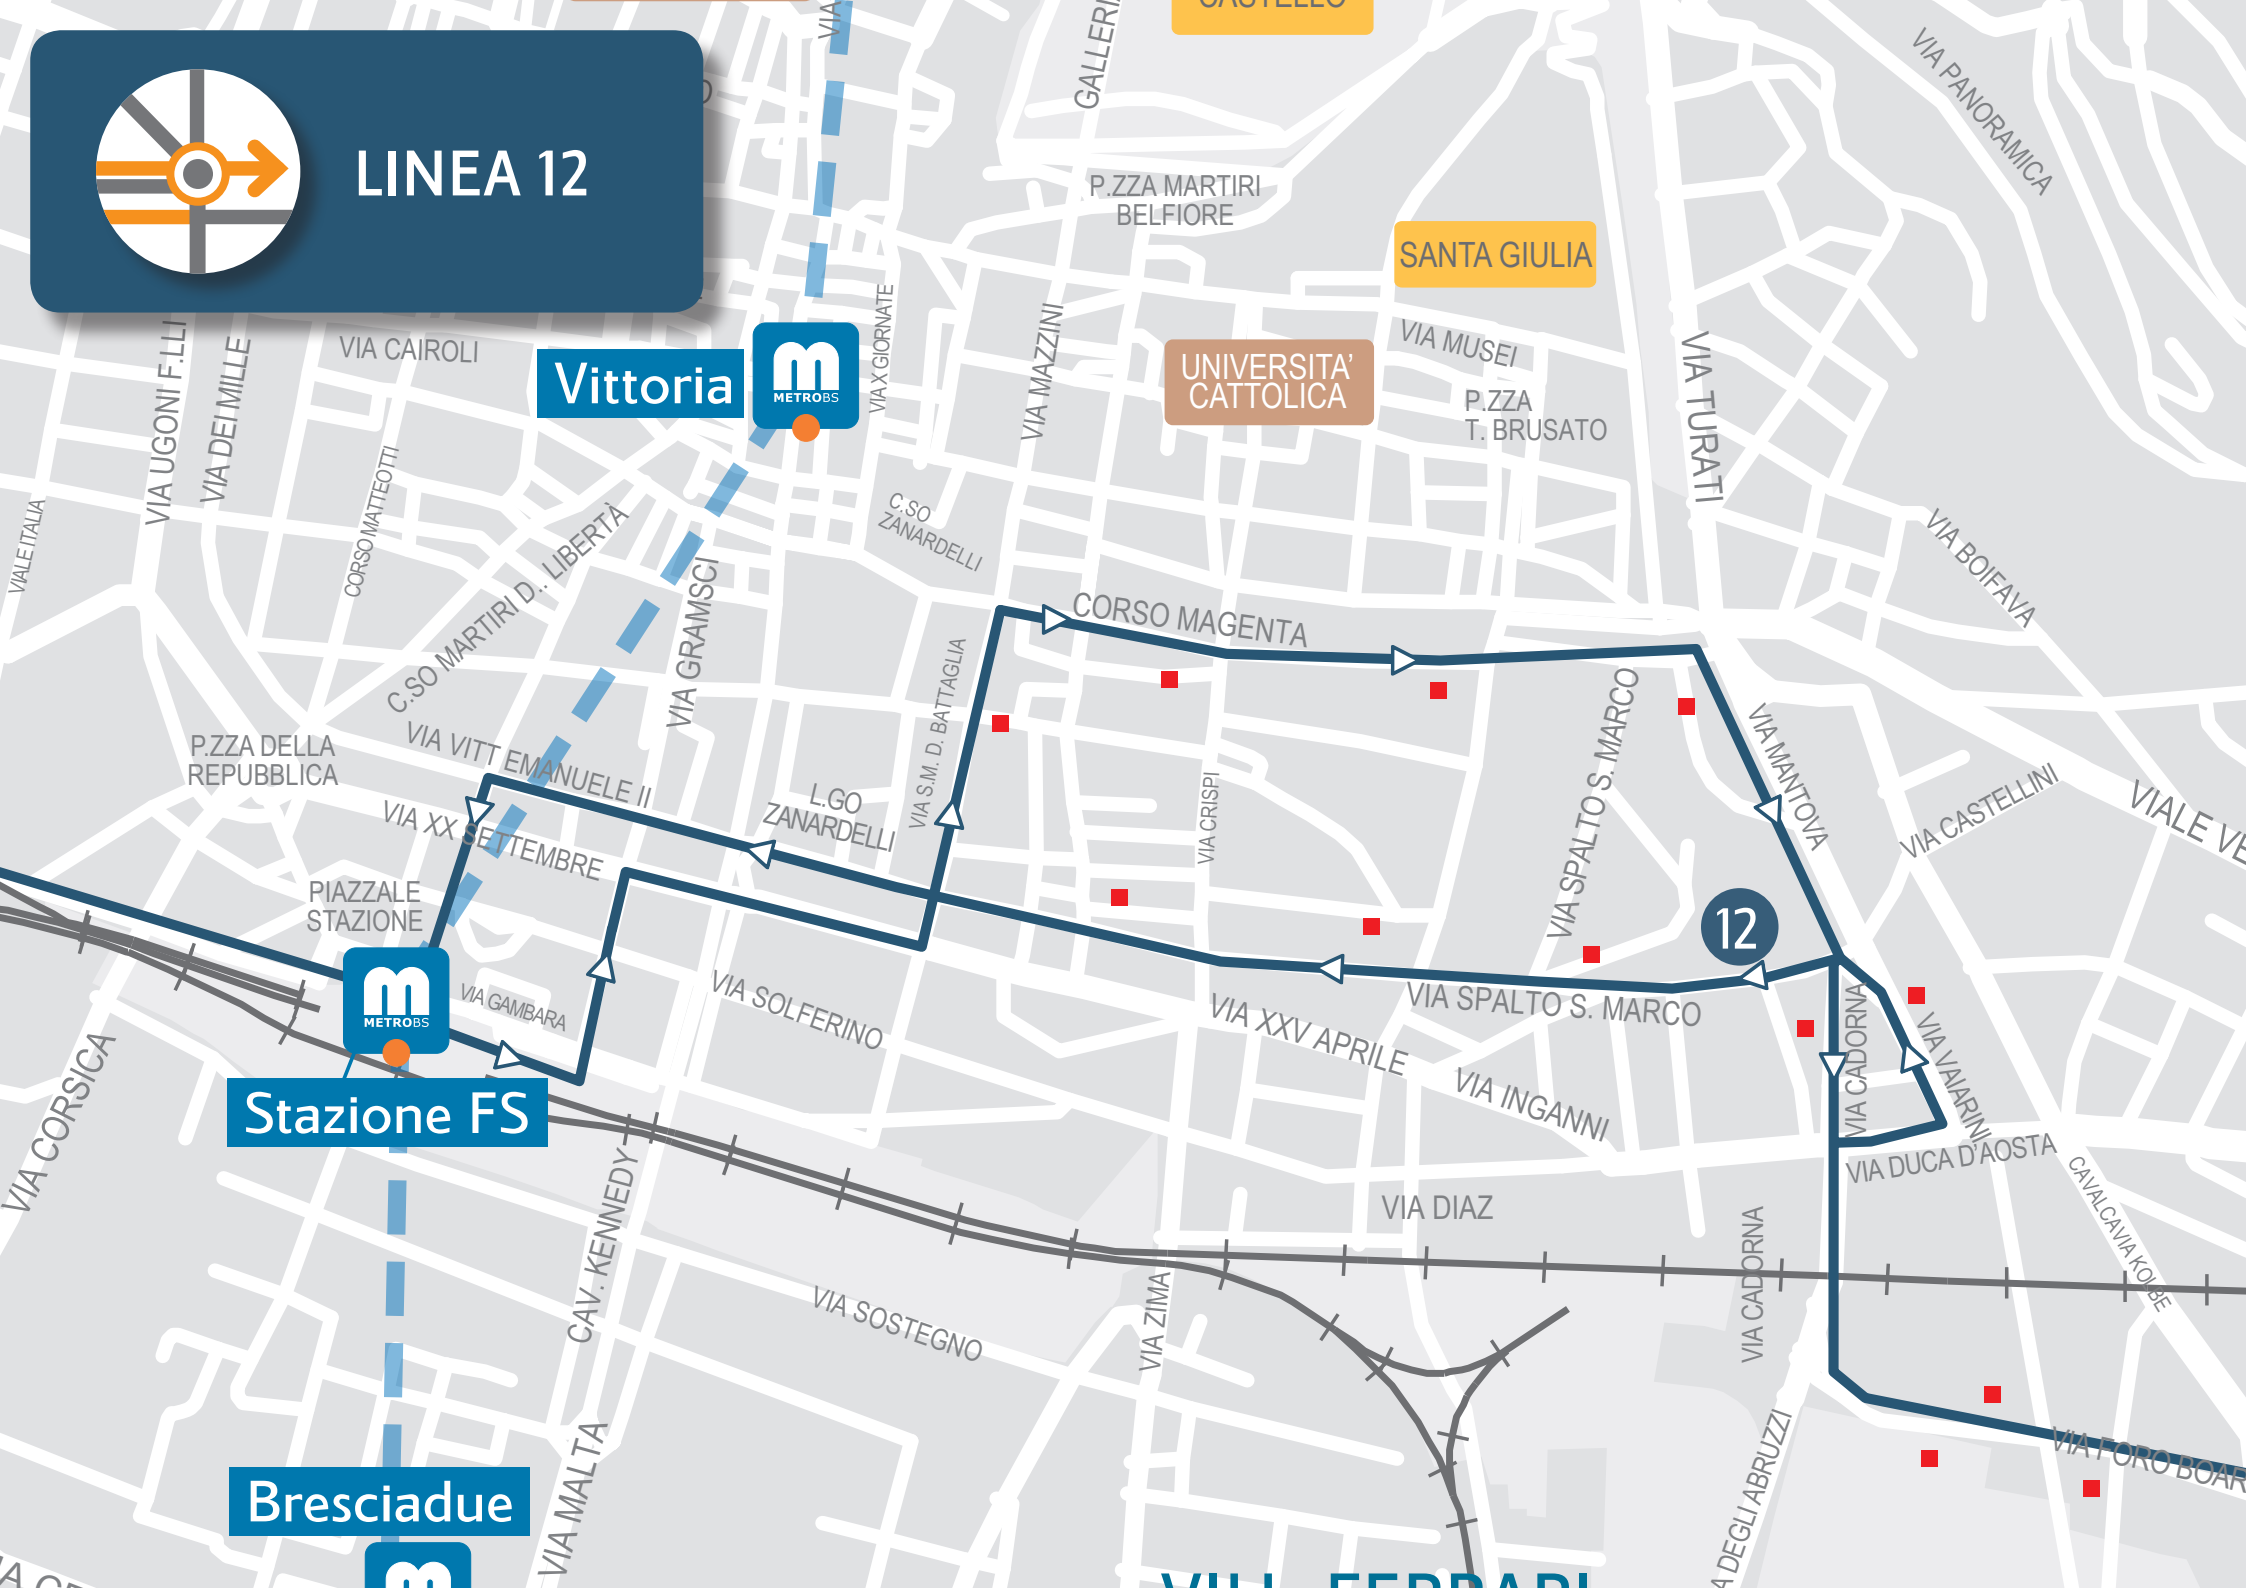 CASTELLO
VIA
GALLERI
VIA PANORAMICA
LINEA 12
P.ZZA MARTIRI
BELFIORE
SANTA GIULIA
VIA UGONI F.LLI
VIA DEI MILLE
VIA CAIROLI
Vittoria
METROBS
VIA X GIORNATE
VIA MAZZINI
UNIVERSITA'
CATTOLICA
VIA MUSEI
P.ZZA
T. BRUSATO
VIA TURATI
VIALE ITALIA
CORSO MATTEOTTI
C.SO MARTIRI D.. LIBERTÀ
C.SO
ZANARDELLI
VIA BOIFAVA
VIA GRAMSCI
CORSO MAGENTA
VIA S.M. D. BATTAGLIA
VIA SPALTO S. MARCO
VIA MANTOVA
P.ZZA DELLA
REPUBBLICA
VIA VITT EMANUELE II
L.GO
ZANARDELLI
VIA CRISPI
VIA CASTELLINI
VIALE VE
VIA XX SETTEMBRE
PIAZZALE
STAZIONE
12
METROBS
VIA GAMBARA
VIA SOLFERINO
VIA XXV APRILE
VIA SPALTO S. MARCO
VIA CADORNA
VIA VAIARINI
VIA CORSICA
Stazione FS
VIA INGANNI
VIA DUCA D'AOSTA
CAVALCAVIA KOLBE
CAV. KENNEDY
VIA DIAZ
VIA CADORNA
VIA SOSTEGNO
VIA ZIMA
VIA MALTA
Bresciadue
DEGLI ABRUZZI
VIA FORO BOAR
VILL. FERRARI